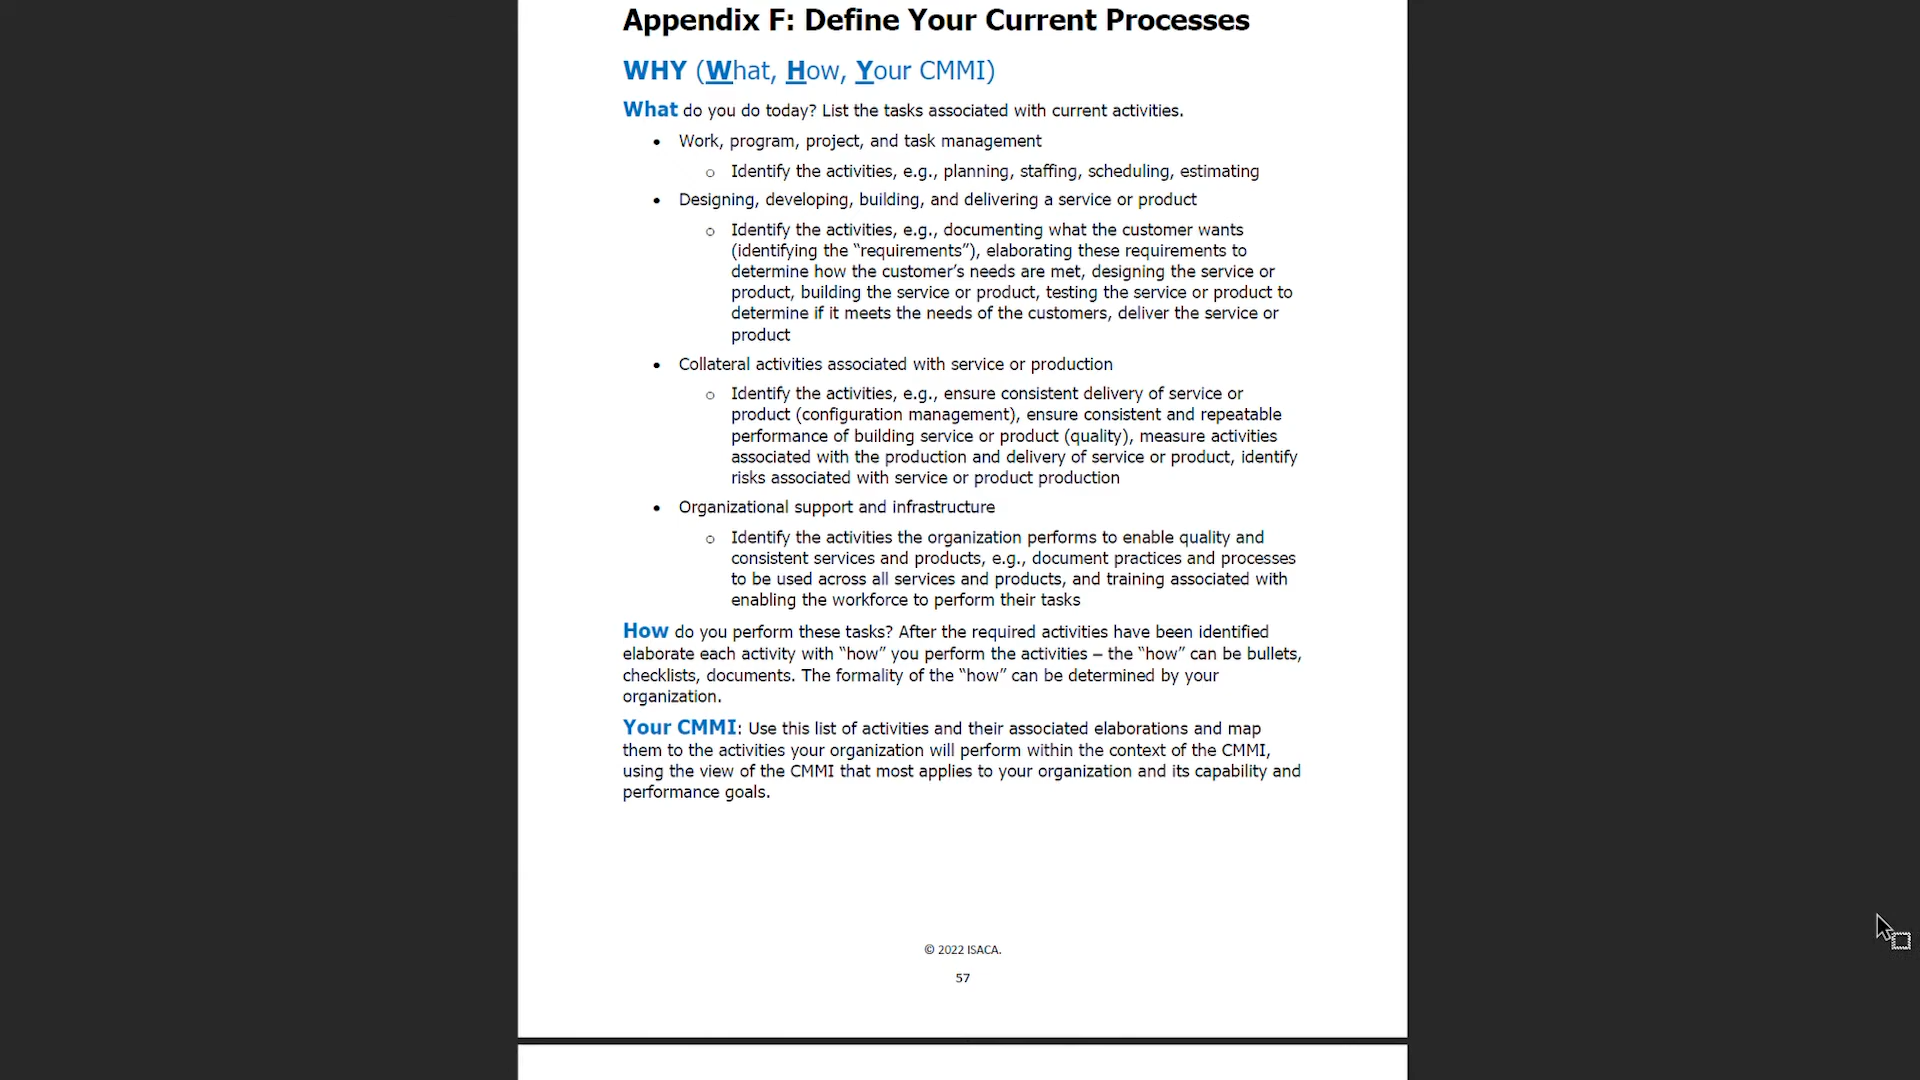 Appendix F: Define Your Current Processes
WHY (What, How, Your CMMI)
What do you do today? List the tasks associated with current activities.
• Work, program, project, and task management
○ Identify the activities, e.g., planning, staffing, scheduling, estimating
• Designing, developing, building, and delivering a service or product
○ Identify the activities, e.g., documenting what the customer wants
(identifying the “requirements”), elaborating these requirements to
determine how the customer’s needs are met, designing the service or
product, building the service or product, testing the service or product to
determine if it meets the needs of the customers, deliver the service or
product
• Collateral activities associated with service or production
○ Identify the activities, e.g., ensure consistent delivery of service or
product (configuration management), ensure consistent and repeatable
performance of building service or product (quality), measure activities
associated with the production and delivery of service or product, identify
risks associated with service or product production
• Organizational support and infrastructure
○ Identify the activities the organization performs to enable quality and
consistent services and products, e.g., document practices and processes
to be used across all services and products, and training associated with
enabling the workforce to perform their tasks
How do you perform these tasks? After the required activities have been identified
elaborate each activity with “how” you perform the activities – the “how” can be bullets,
checklists, documents. The formality of the “how” can be determined by your
organization.
Your CMMI: Use this list of activities and their associated elaborations and map
them to the activities your organization will perform within the context of the CMMI,
using the view of the CMMI that most applies to your organization and its capability and
performance goals.
© 2022 ISACA.
57